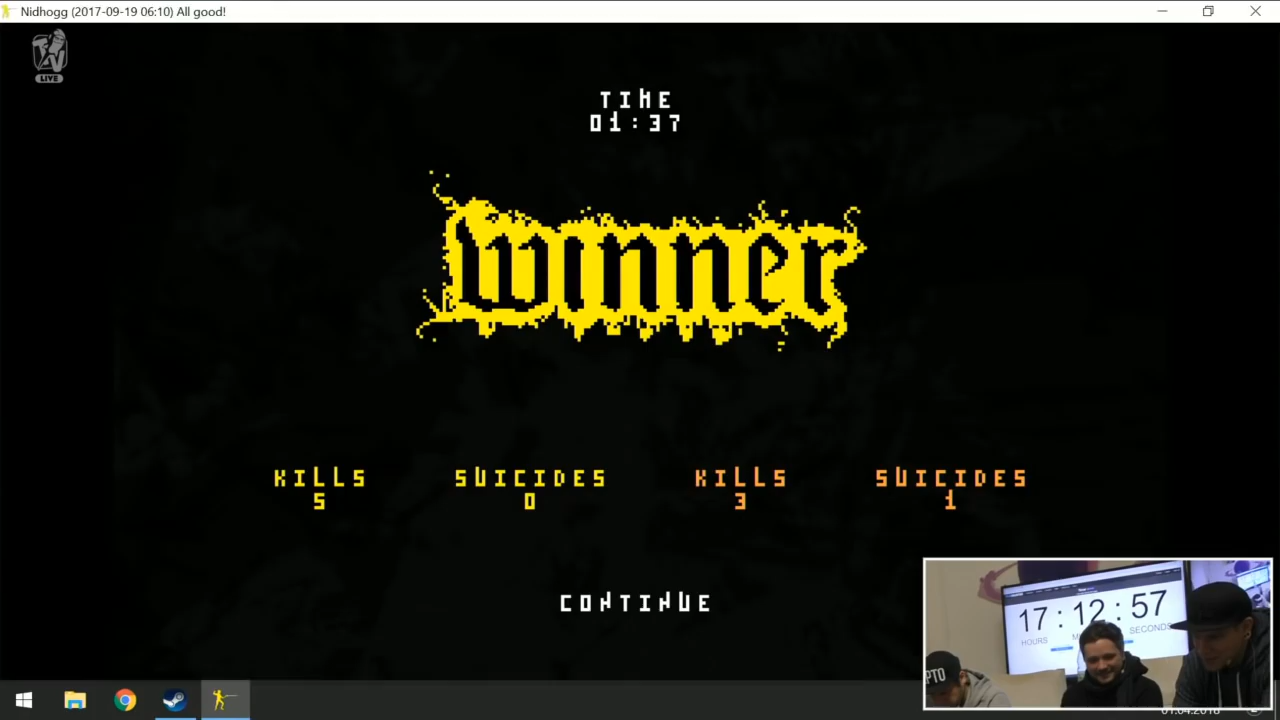 Nidhogg (2017-09-19 06:10) All good!
LIVE
TIME
01:37
winner
KILLS SUICIDES KILLS SUICIDES
5 0 3 1
CONTINUE
17:12:57
HOURS SECONDS
PTO